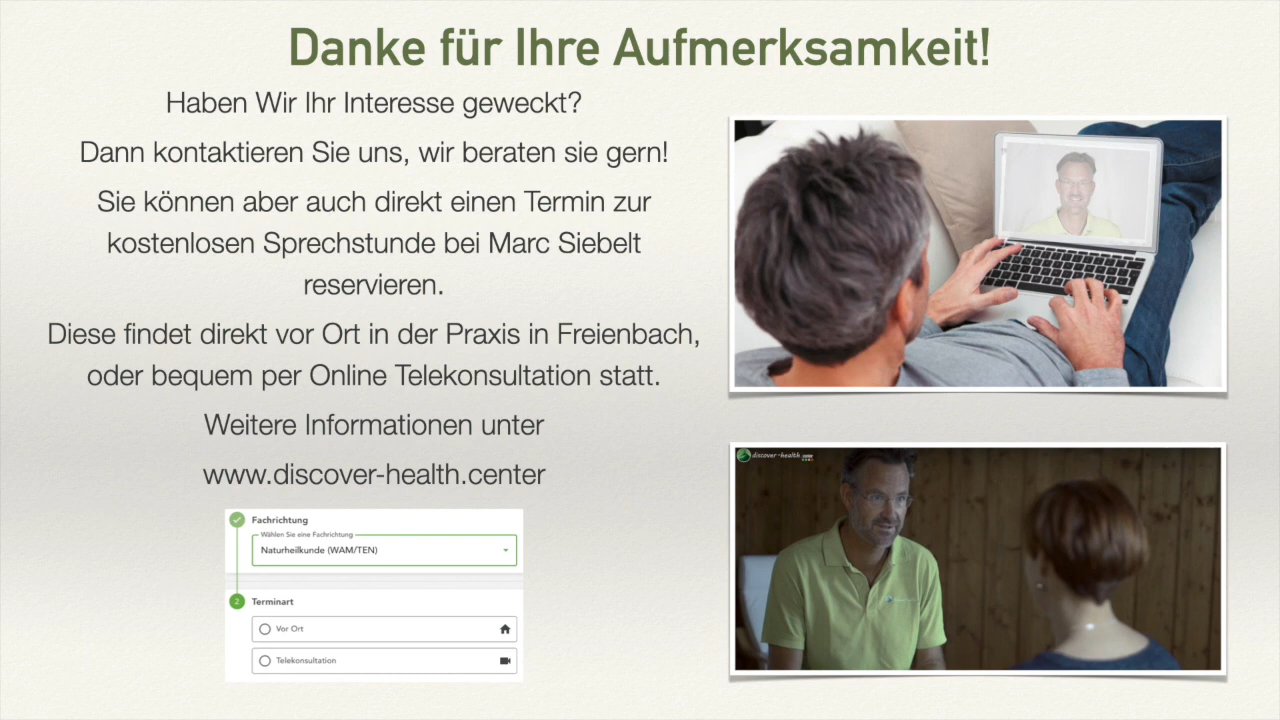 Danke für Ihre Aufmerksamkeit!
Haben Wir Ihr Interesse geweckt?
Dann kontaktieren Sie uns, wir beraten sie gern!
Sie können aber auch direkt einen Termin zur
kostenlosen Sprechstunde bei Marc Siebelt
reservieren.
Diese findet direkt vor Ort in der Praxis in Freienbach,
oder bequem per Online Telekonsultation statt.
Weitere Informationen unter
www.discover-health.center
Fachrichtung
Wählen Sie eine Fachrichtung
Naturheilkunde (WAM/TEN)
2 Terminart
Vor Ort
Telekonsultation
discover-health.center